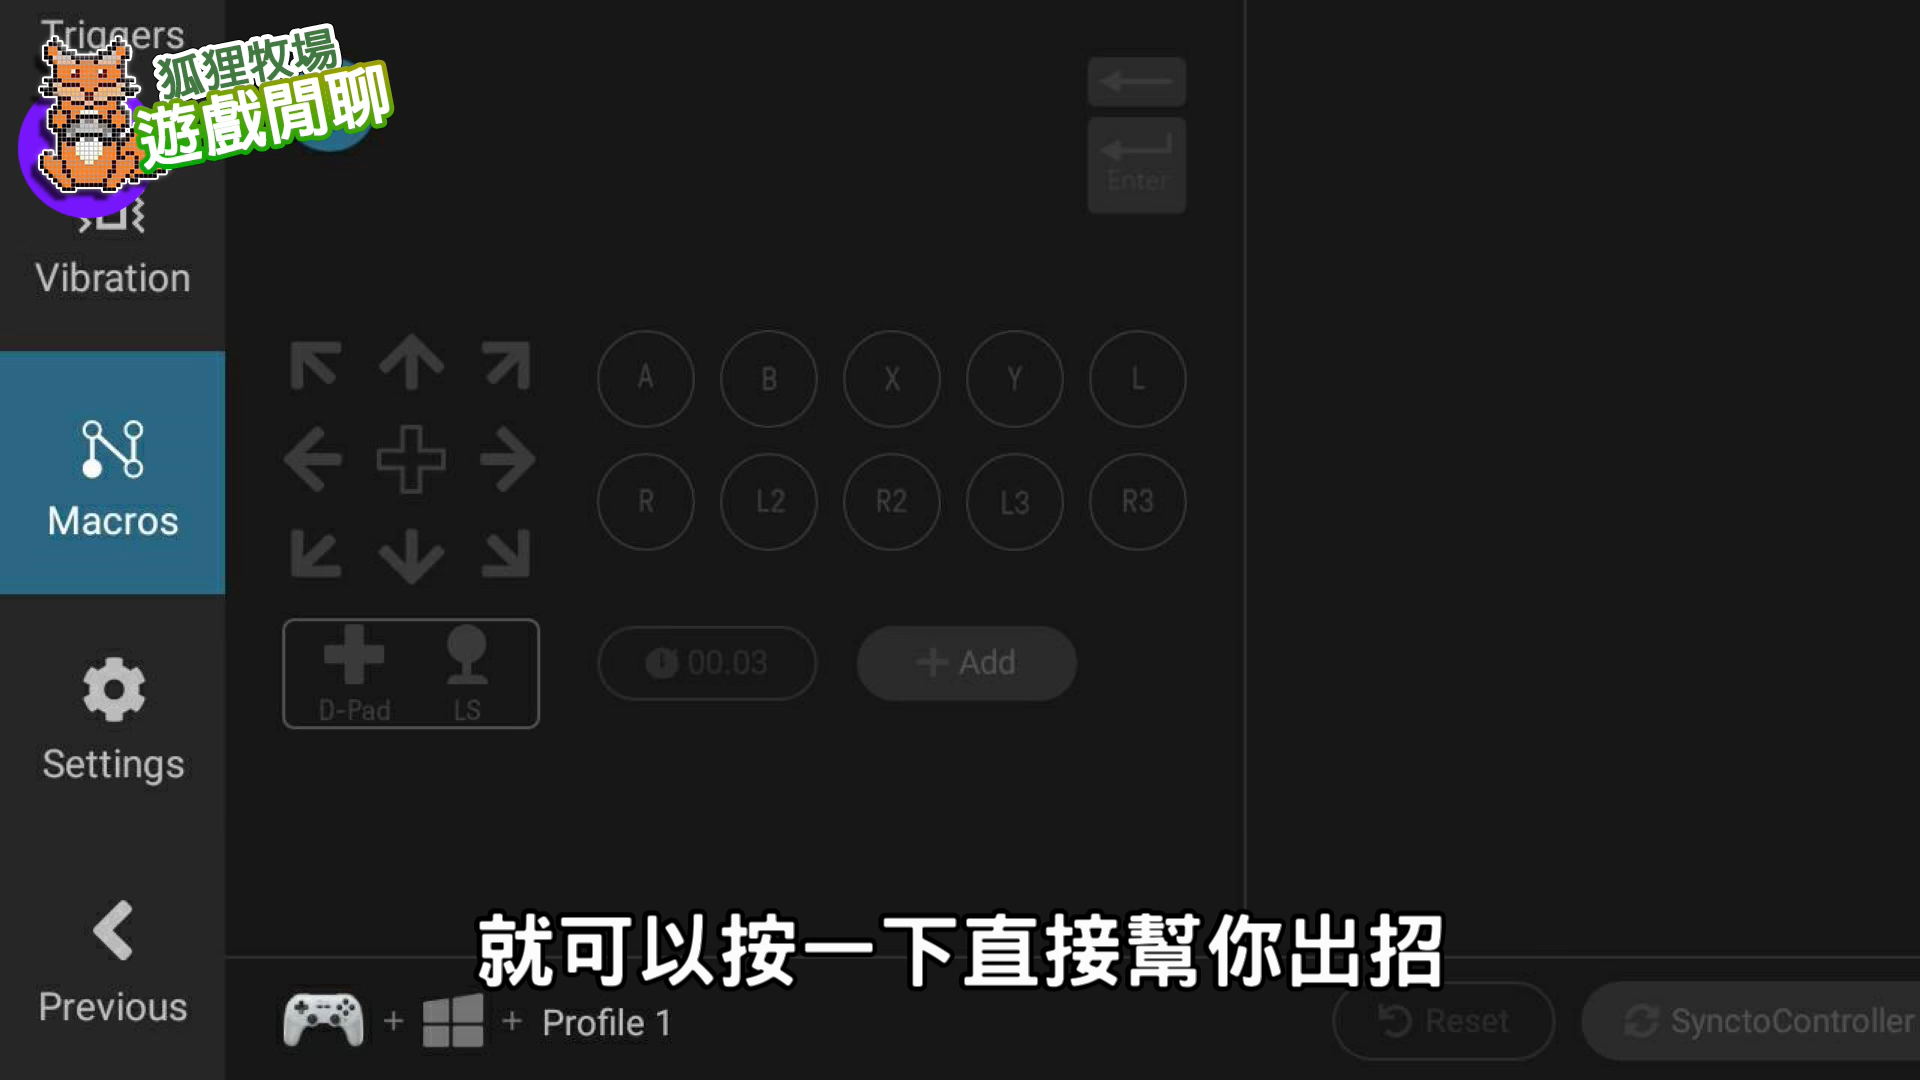 Triggers
狐狸牧場
遊戲閒聊
Enter
Vibration
A B X Y L
Macros
R L2 R2 L3 R3
00.03
Add
D-Pad LS
Settings
就可以按一下直接幫你出招
Previous
+ + Profile 1
Reset
SynctoController